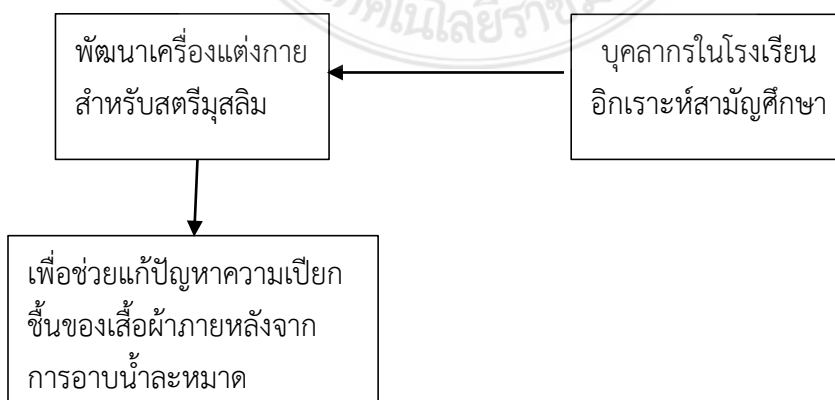 พัฒนาเครื่องแต่งกาย
สำหรับสตรีมุสลิม
บุคลากรในโรงเรียน
อิกเราะห์สามัญศึกษา
เพื่อช่วยแก้ปัญหาความเปียก
ชื้นของเสื้อผ้าภายหลังจาก
การอาบน้ำละหมาด